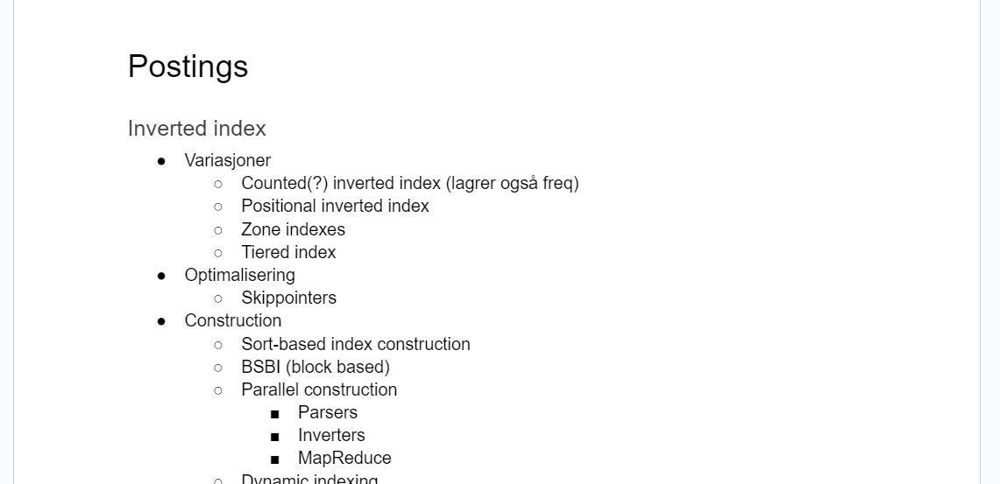 Postings
Inverted index
● Variasjoner
○ Counted(?) inverted index (lagrer også freq)
○ Positional inverted index
○ Zone indexes
○ Tiered index
● Optimalisering
○ Skippointers
● Construction
○ Sort-based index construction
○ BSBI (block based)
○ Parallel construction
■ Parsers
■ Inverters
■ MapReduce
○ Dynamic indexing